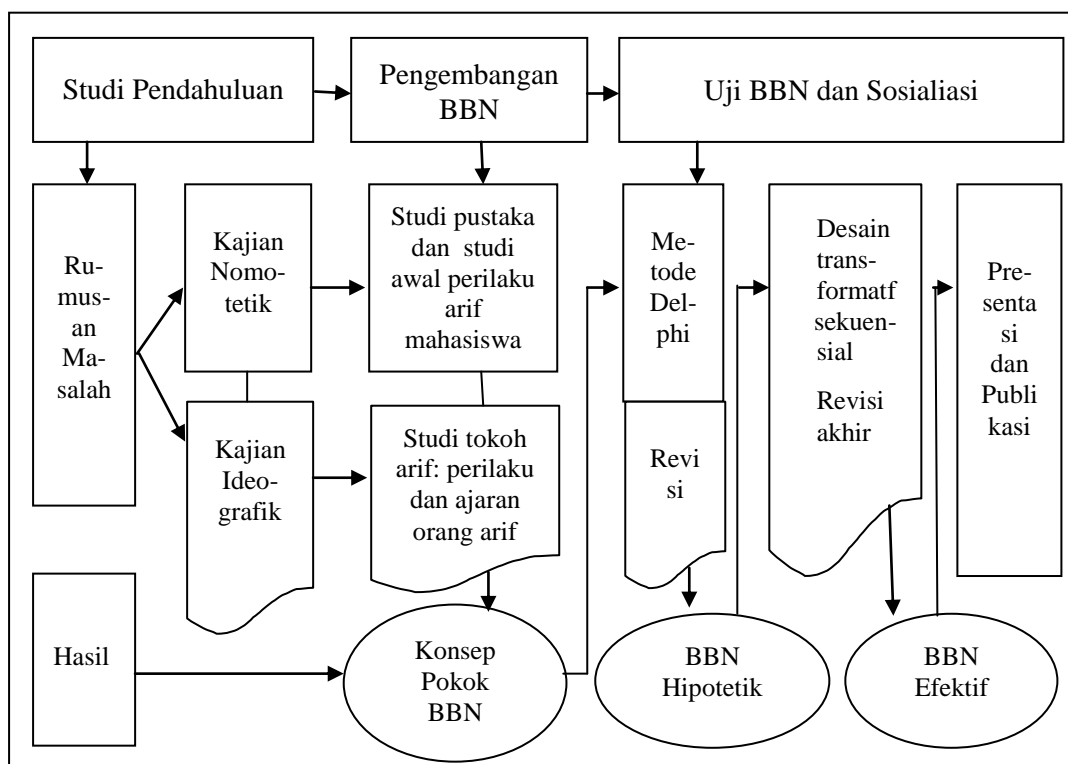 Studi Pendahuluan
Pengembangan
BBN
Uji BBN dan Sosialiasi
Ru-
mus-
an
Ma-
salah
Kajian
Nomo-
tetik
Studi pustaka
dan studi
awal perilaku
arif
mahasiswa
Me-
tode
Del-
phi
Desain
trans-
formatf
sekuen-
sial
Revisi
akhir
Pre-
senta
si
dan
Publi
kasi
Kajian
Ideo-
grafik
Studi tokoh
arif: perilaku
dan ajaran
orang arif
Revi
si
Hasil
Konsep
Pokok
BBN
BBN
Hipotetik
BBN
Efektif